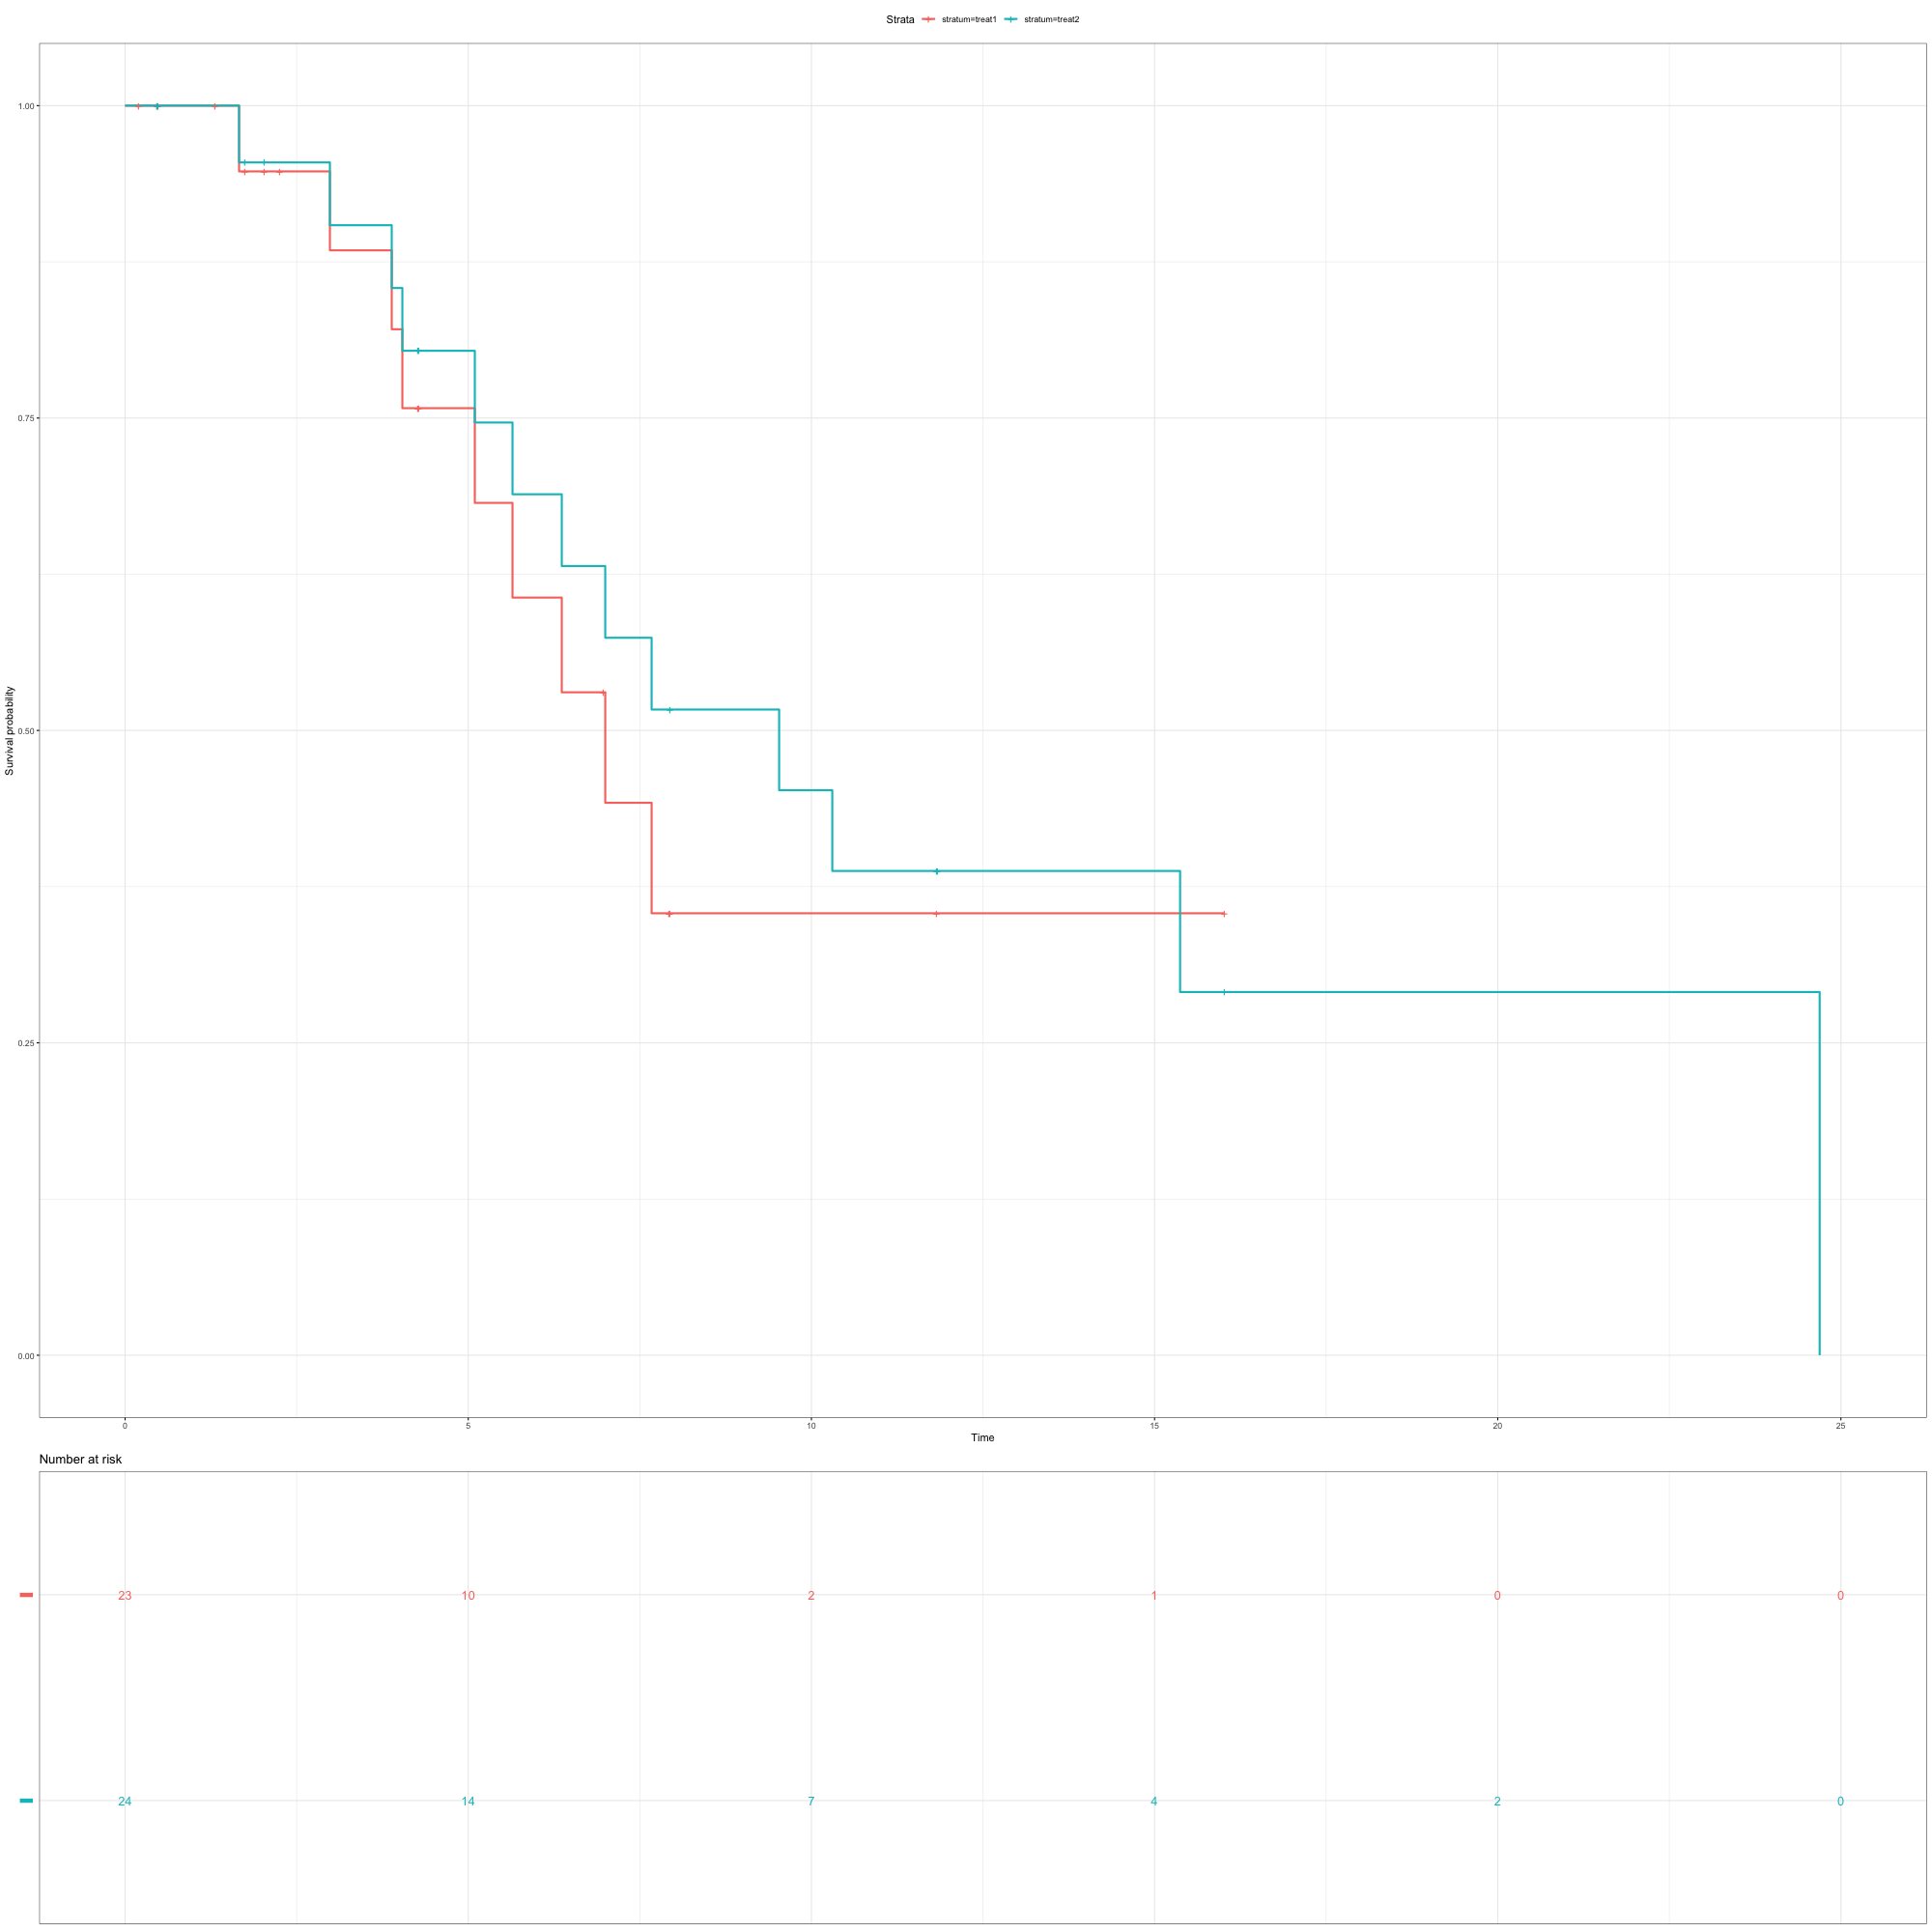 Strata stratum=treat1 stratum=treat2
Survival probability
1.00
0.75
0.50
0.25
0.00
0 5 10 15 20 25
Time
Number at risk
23 10 2 1 0 0
24 14 7 4 2 0